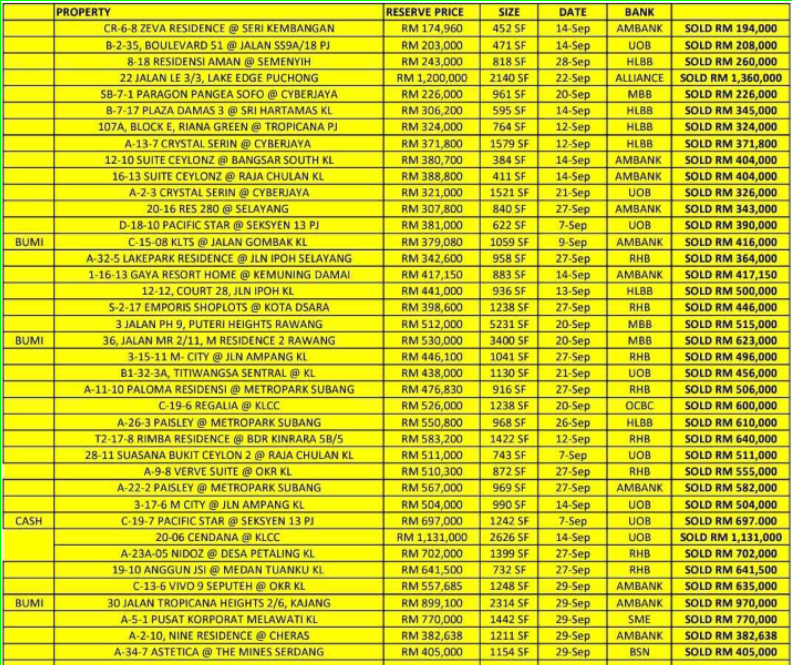 PROPERTY RESERVE PRICE SIZE DATE BANK
CR-6-8 ZEVA RESIDENCE @ SERI KEMBANGAN RM 174,960 452 SF 14-Sep AMBANK SOLD RM 194,000
B-2-35, BOULEVARD 51 @ JALAN SS9A/18 PJ RM 203,000 471 SF 14-Sep UOB SOLD RM 208,000
8-18 RESIDENSI AMAN @ SEMENYIH RM 243,000 818 SF 28-Sep HLBB SOLD RM 260,000
22 JALAN LE 3/3, LAKE EDGE PUCHONG RM 1,200,000 2140 SF 22-Sep ALLIANCE SOLD RM 1,360,000
SB-7-1 PARAGON PANGEA SOFO @ CYBERJAYA RM 226,000 961 SF 20-Sep MBB SOLD RM 226,000
B-7-17 PLAZA DAMAS 3 @ SRI HARTAMAS KL RM 306,200 595 SF 14-Sep HLBB SOLD RM 345,000
107A, BLOCK E, RIANA GREEN @ TROPICANA PJ RM 324,000 764 SF 12-Sep HLBB SOLD RM 324,000
A-13-7 CRYSTAL SERIN @ CYBERJAYA RM 371,800 1579 SF 12-Sep HLBB SOLD RM 371,800
12-10 SUITE CEYLONZ @ BANGSAR SOUTH KL RM 380,700 384 SF 14-Sep AMBANK SOLD RM 404,000
16-13 SUITE CEYLONZ @ RAJA CHULAN KL RM 388,800 411 SF 14-Sep AMBANK SOLD RM 404,000
A-2-3 CRYSTAL SERIN @ CYBERJAYA RM 321,000 1521 SF 21-Sep UOB SOLD RM 326,000
20-16 RES 280 @ SELAYANG RM 307,800 840 SF 27-Sep AMBANK SOLD RM 343,000
D-18-10 PACIFIC STAR @ SEKSYEN 13 PJ RM 381,000 622 SF 7-Sep UOB SOLD RM 390,000
BUMI C-15-08 KLTS @ JALAN GOMBAK KL RM 379,080 1059 SF 9-Sep AMBANK SOLD RM 416,000
A-32-5 LAKEPARK RESIDENCE @ JLN IPOH SELAYANG RM 342,600 958 SF 27-Sep RHB SOLD RM 364,000
1-16-13 GAYA RESORT HOME @ KEMUNING DAMAI RM 417,150 883 SF 14-Sep AMBANK SOLD RM 417,150
12-12, COURT 28, JLN IPOH KL RM 441,000 936 SF 13-Sep HLBB SOLD RM 500,000
S-2-17 EMPORIS SHOPLOTS @ KOTA DSARA RM 398,600 1238 SF 27-Sep RHB SOLD RM 446,000
3 JALAN PH 9, PUTERI HEIGHTS RAWANG RM 512,000 5231 SF 20-Sep MBB SOLD RM 515,000
BUMI 36, JALAN MR 2/11, M RESIDENCE 2 RAWANG RM 530,000 3400 SF 20-Sep MBB SOLD RM 623,000
3-15-11 M- CITY @ JLN AMPANG KL RM 446,100 1041 SF 27-Sep RHB SOLD RM 496,000
B1-32-3A, TITIWANGSA SENTRAL @ KL RM 438,000 1130 SF 21-Sep UOB SOLD RM 456,000
A-11-10 PALOMA RESIDENSI @ METROPARK SUBANG RM 476,830 916 SF 27-Sep RHB SOLD RM 506,000
C-19-6 REGALIA @ KLCC RM 526,000 1238 SF 20-Sep OCBC SOLD RM 600,000
A-26-3 PAISLEY @ METROPARK SUBANG RM 550,800 968 SF 26-Sep HLBB SOLD RM 610,000
T2-17-8 RIMBA RESIDENCE @ BDR KINRARA 5B/5 RM 583,200 1422 SF 12-Sep RHB SOLD RM 640,000
28-11 SUASANA BUKIT CEYLON 2 @ RAJA CHULAN KL RM 511,000 743 SF 7-Sep UOB SOLD RM 511,000
A-9-8 VERVE SUITE @ OKR KL RM 510,300 872 SF 27-Sep RHB SOLD RM 555,000
A-22-2 PAISLEY @ METROPARK SUBANG RM 567,000 969 SF 27-Sep AMBANK SOLD RM 582,000
3-17-6 M CITY @ JLN AMPANG KL RM 504,000 990 SF 14-Sep UOB SOLD RM 504,000
CASH C-19-7 PACIFIC STAR @ SEKSYEN 13 PJ RM 697,000 1242 SF 7-Sep UOB SOLD RM 697.000
20-06 CENDANA @ KLCC RM 1,131,000 2626 SF 14-Sep UOB SOLD RM 1,131,000
A-23A-05 NIDOZ @ DESA PETALING KL RM 702,000 1399 SF 27-Sep RHB SOLD RM 702,000
19-10 ANGGUN JSI @ MEDAN TUANKU KL RM 641,500 732 SF 27-Sep RHB SOLD RM 641,500
C-13-6 VIVO 9 SEPUTEH @ OKR KL RM 557,685 1248 SF 29-Sep AMBANK SOLD RM 635,000
BUMI 30 JALAN TROPICANA HEIGHTS 2/6, KAJANG RM 899,100 2314 SF 29-Sep AMBANK SOLD RM 970,000
A-5-1 PUSAT KORPORAT MELAWATI KL RM 770,000 1442 SF 29-Sep SME SOLD RM 770,000
A-2-10, NINE RESIDENCE @ CHERAS RM 382,638 1211 SF 29-Sep AMBANK SOLD RM 382,638
A-34-7 ASTETICA @ THE MINES SERDANG RM 405,000 1154 SF 29-Sep BSN SOLD RM 405,000